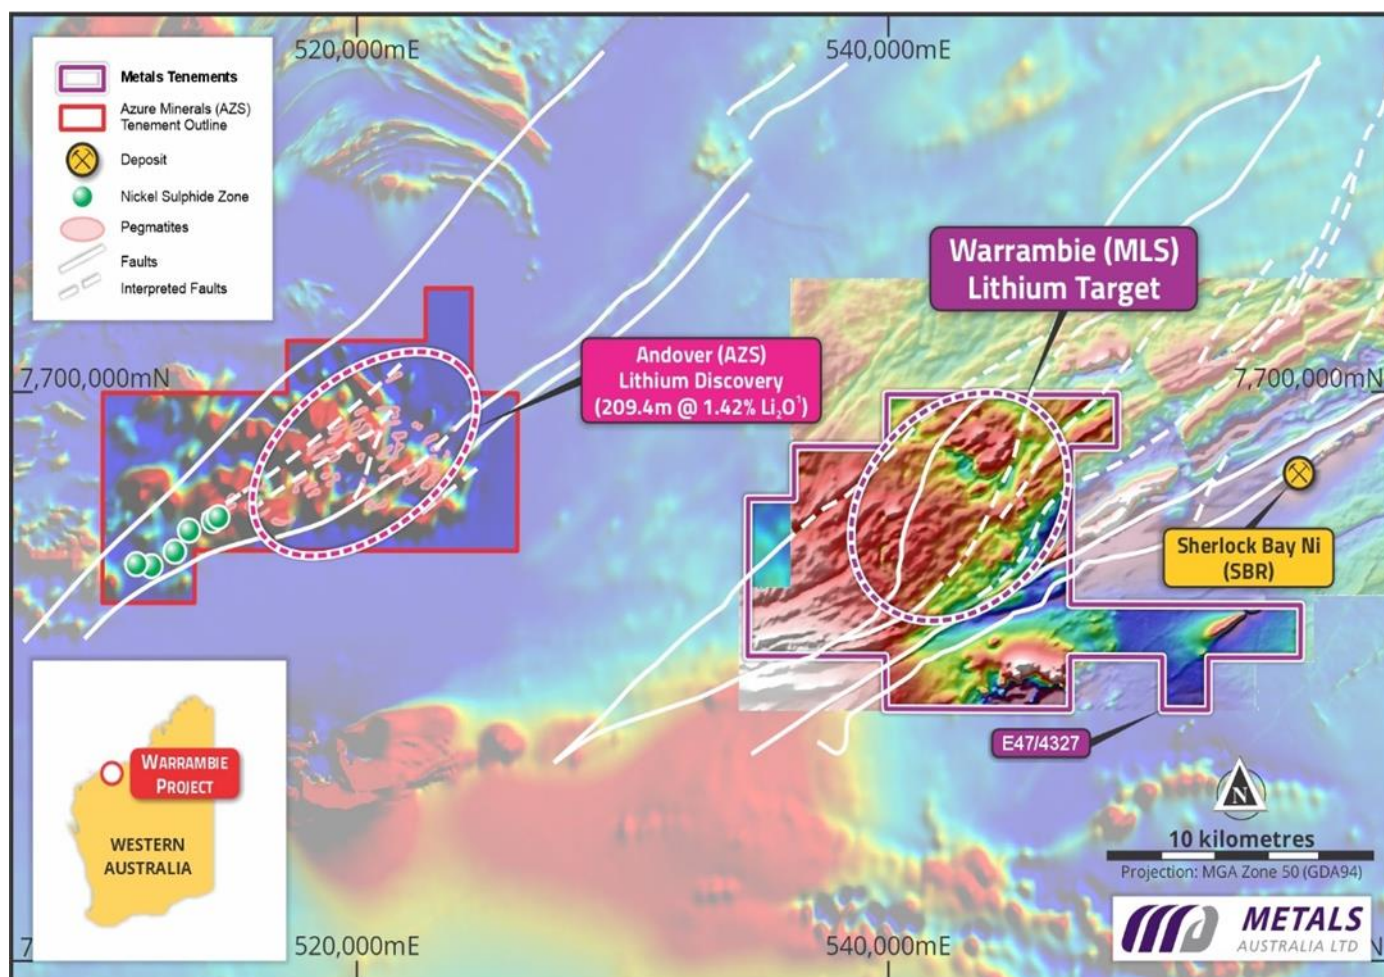 520,000mE
540,000mE
Metals Tenements
Azure Minerals (AZS)
Tenement Outline
Deposit
Nickel Sulphide Zone
Pegmatites
Faults
Interpreted Faults
Warrambie (MLS)
Lithium Target
7,700,000mN
7,700,000mN
Andover (AZS)
Lithium Discovery
(209.4m @ 1.42% Li₂O¹)
Sherlock Bay Ni
(SBR)
E47/4327
WARRAMBIE
PROJECT
WESTERN
AUSTRALIA
N
10 kilometres
Projection: MGA Zone 50 (GDA94)
METALS
AUSTRALIA LTD
520,000mE
540,000mE